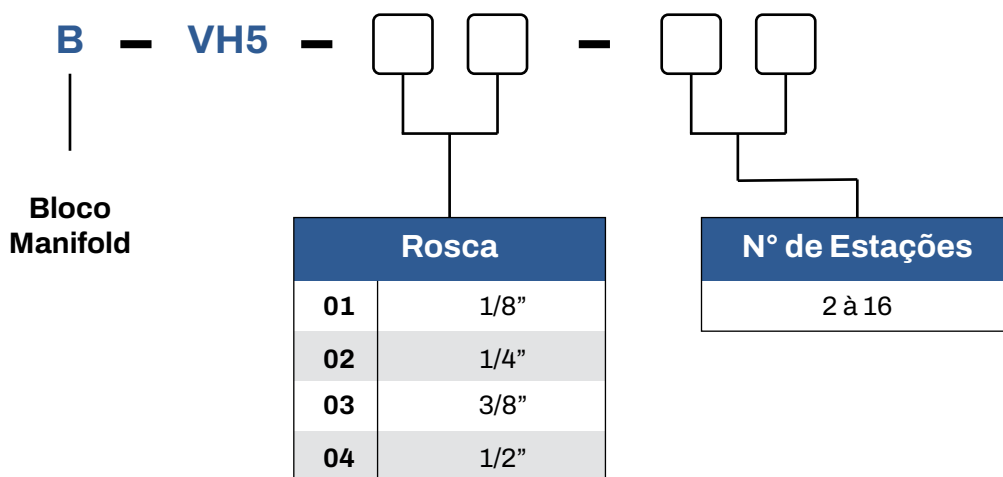 B – VH5 – –
Bloco
Manifold
Rosca
01 1/8”
02 1/4”
03 3/8”
04 1/2”
N° de Estações
2 à 16